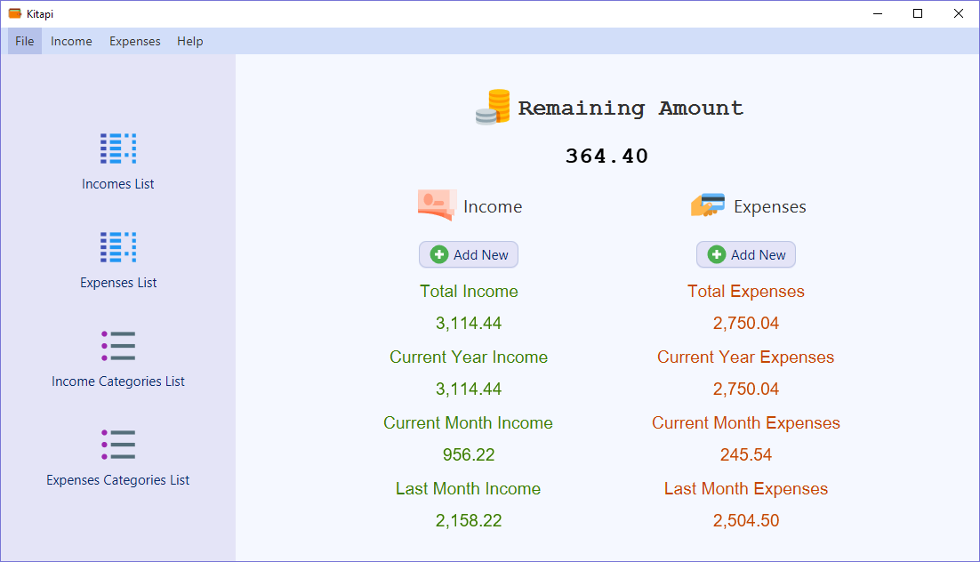 Kitapi
File Income Expenses Help
Incomes List
Expenses List
Income Categories List
Expenses Categories List
Remaining Amount
364.40
Income
Add New
Total Income
3,114.44
Current Year Income
3,114.44
Current Month Income
956.22
Last Month Income
2,158.22
Expenses
Add New
Total Expenses
2,750.04
Current Year Expenses
2,750.04
Current Month Expenses
245.54
Last Month Expenses
2,504.50